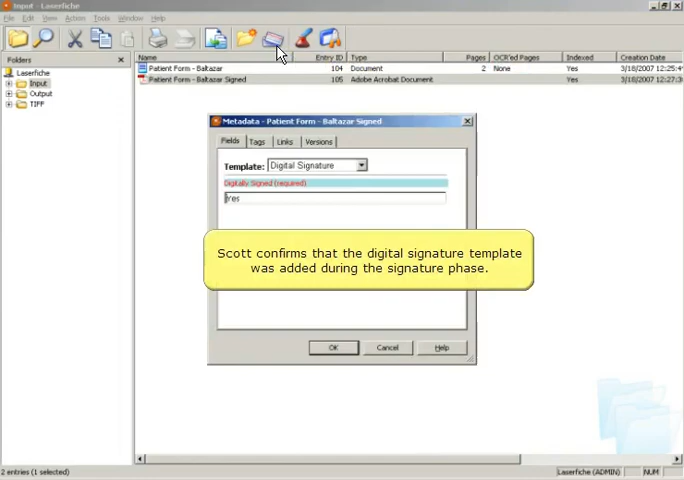 Input - Laserfiche
File Edit View Action Tools Window Help
Folders
Name Entry ID Type Pages OCR'ed Pages Indexed Creation Date
Laserfiche
Input
Output
TIFF
Patient Form - Baltazar 104 Document 2 None Yes 3/18/2007 12:25:4
Patient Form - Baltazar Signed 105 Adobe Acrobat Document Yes 3/18/2007 12:27:3
Metadata - Patient Form - Baltazar Signed
Fields Tags Links Versions
Template: Digital Signature
Digitally Signed (required)
Yes
Scott confirms that the digital signature template
was added during the signature phase.
OK Cancel Help
2 entries (1 selected) Laserfiche (ADMIN) NUM